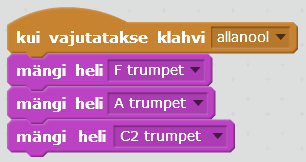 kui vajutatakse klahvi allanool
mängi heli F trumpet
mängi heli A trumpet
mängi heli C2 trumpet